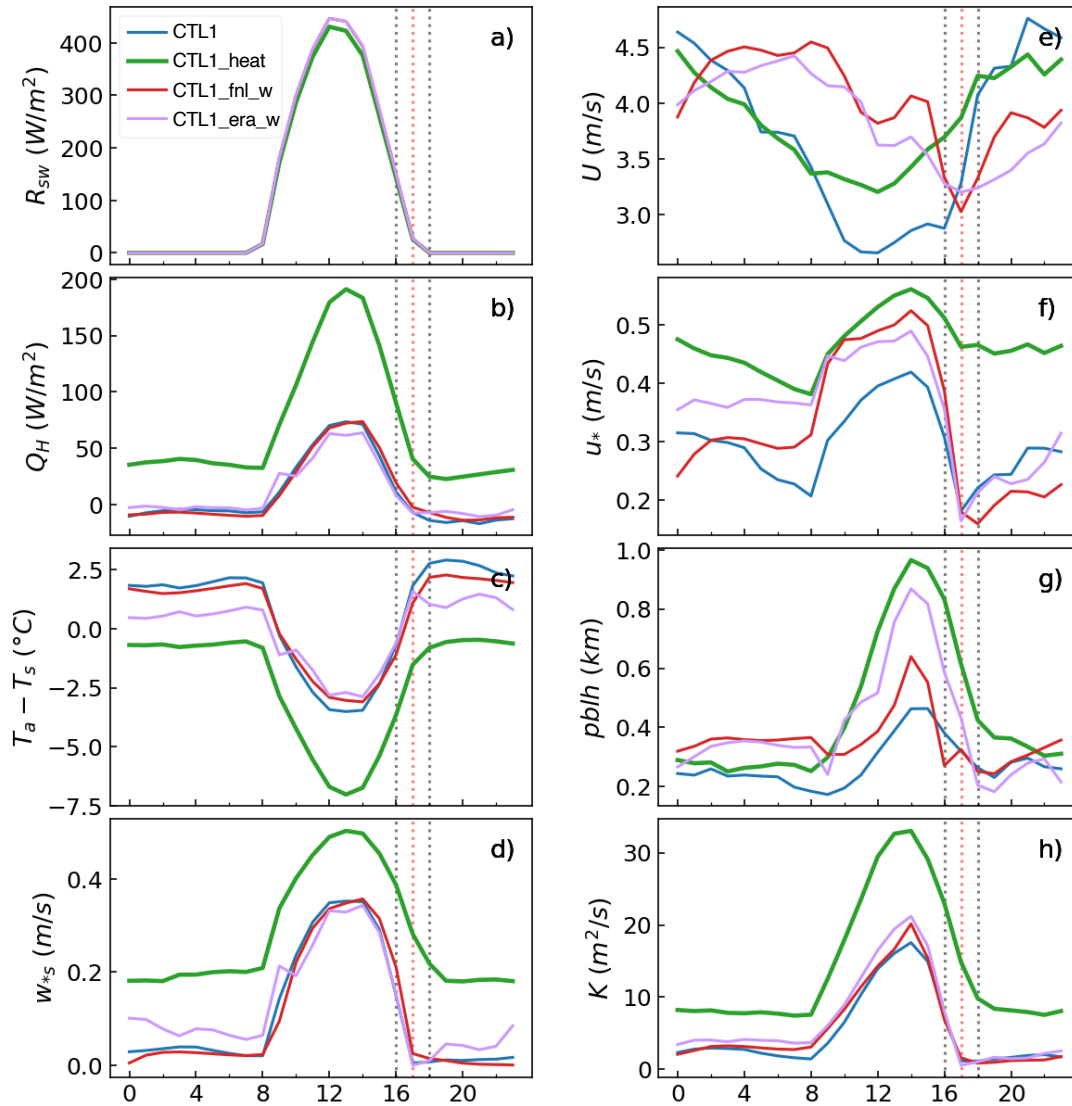 CTL1
CTL1_heat
CTL1_fnl_w
CTL1_era_w
a)
R_sw (W/m²)
400
300
200
100
0
b)
Q_H (W/m²)
200
150
100
50
0
c)
T_a − T_s (°C)
2.5
0.0
−2.5
−5.0
−7.5
d)
w_*s (m/s)
0.4
0.2
0.0
0 4 8 12 16 20
e)
U (m/s)
4.5
4.0
3.5
3.0
f)
u_* (m/s)
0.5
0.4
0.3
0.2
g)
pblh (km)
1.0
0.8
0.6
0.4
0.2
h)
K (m²/s)
30
20
10
0
0 4 8 12 16 20